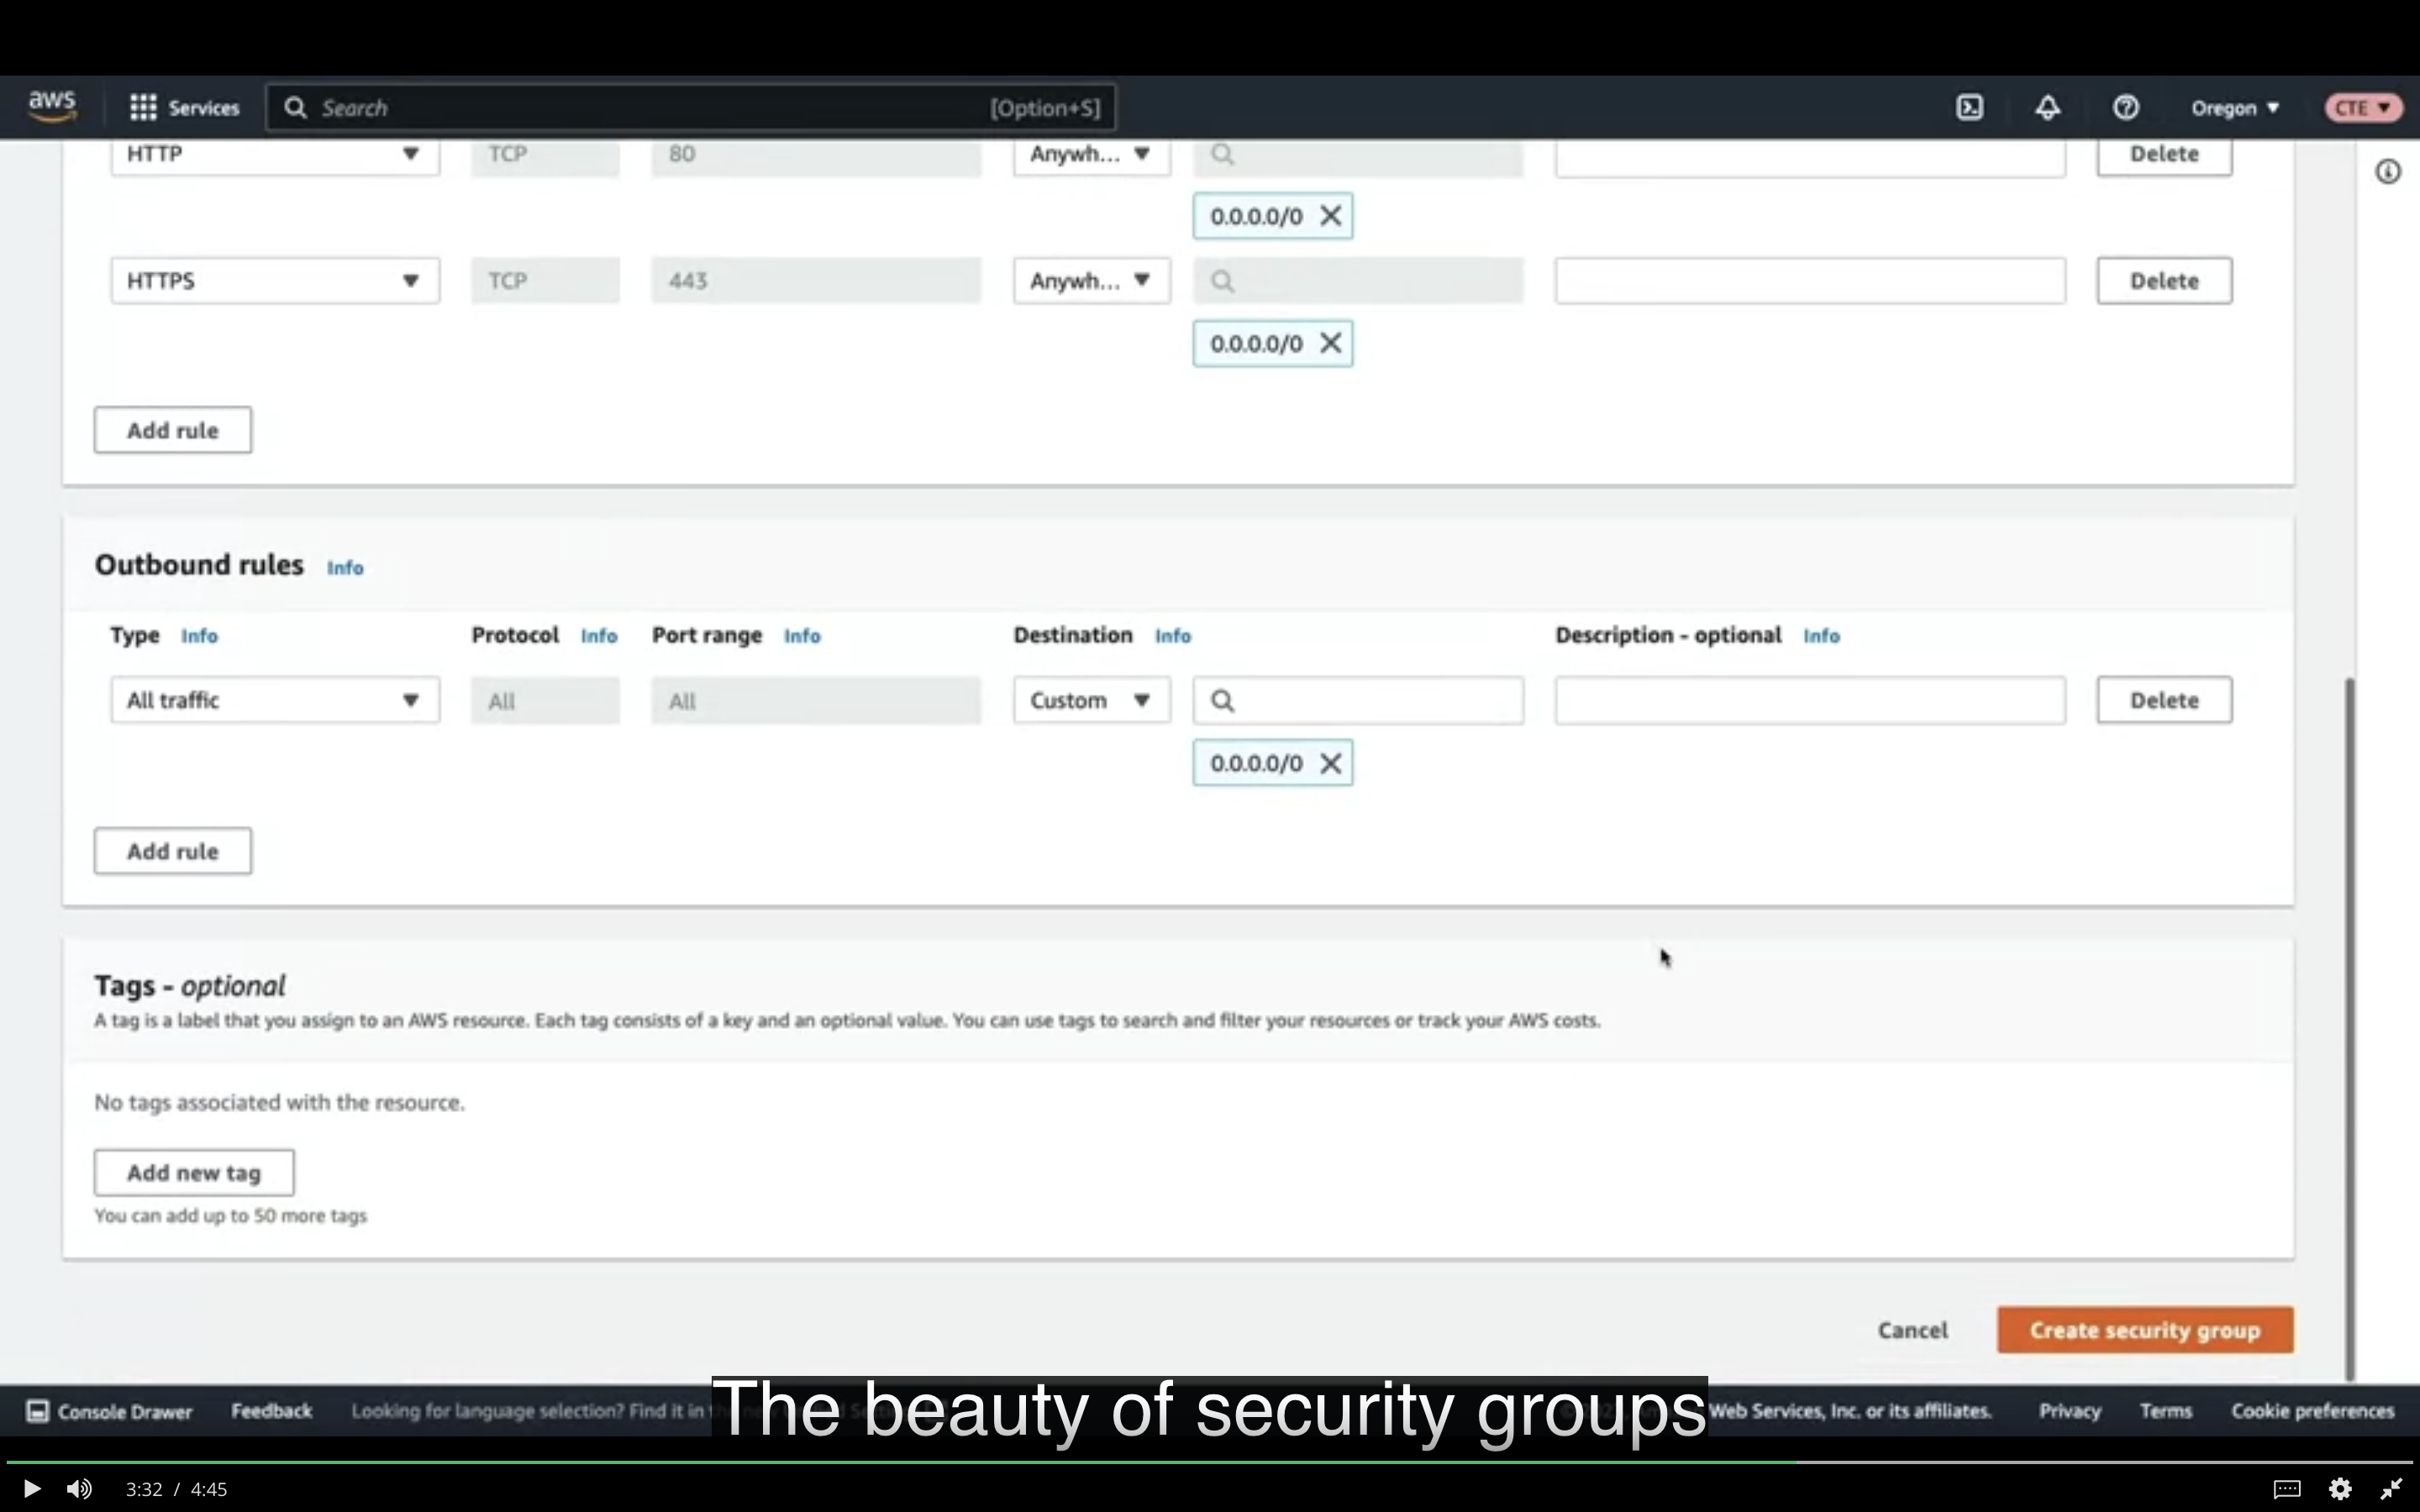 aws Services Search [Option+S] Oregon CTE
HTTP TCP 80 Anywh... Delete
0.0.0.0/0
HTTPS TCP 443 Anywh... Delete
0.0.0.0/0
Add rule
Outbound rules Info
Type Info Protocol Info Port range Info Destination Info Description - optional Info
All traffic All All Custom Delete
0.0.0.0/0
Add rule
Tags - optional
A tag is a label that you assign to an AWS resource. Each tag consists of a key and an optional value. You can use tags to search and filter your resources or track your AWS costs.
No tags associated with the resource.
Add new tag
You can add up to 50 more tags
Cancel Create security group
Console Drawer Feedback Looking for language selection? Find it in Web Services, Inc. or its affiliates. Privacy Terms Cookie preferences
The beauty of security groups
3:32 / 4:45